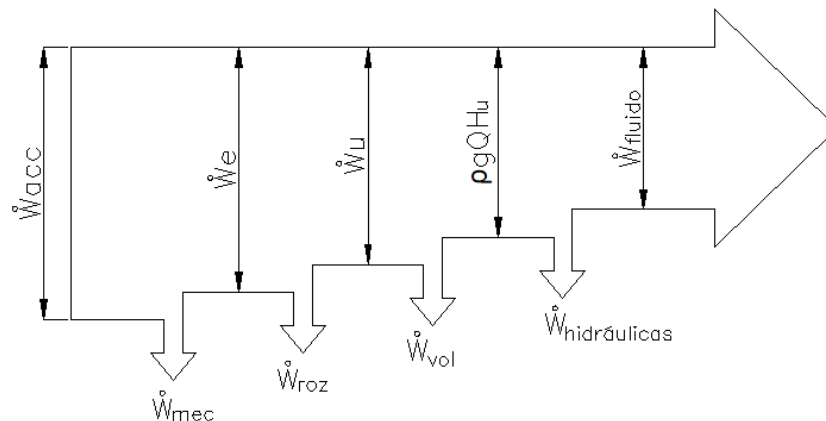 Ẇacc
Ẇe
Ẇu
ρgQHu
Ẇfluido
Ẇmec
Ẇroz
Ẇvol
Ẇhidráulicas